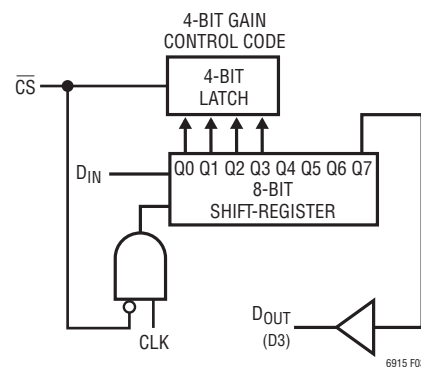 4-BIT GAIN
CONTROL CODE
CS
4-BIT
LATCH
Q0 Q1 Q2 Q3 Q4 Q5 Q6 Q7
DIN
8-BIT
SHIFT-REGISTER
CLK
DOUT
(D3)
6915 F03